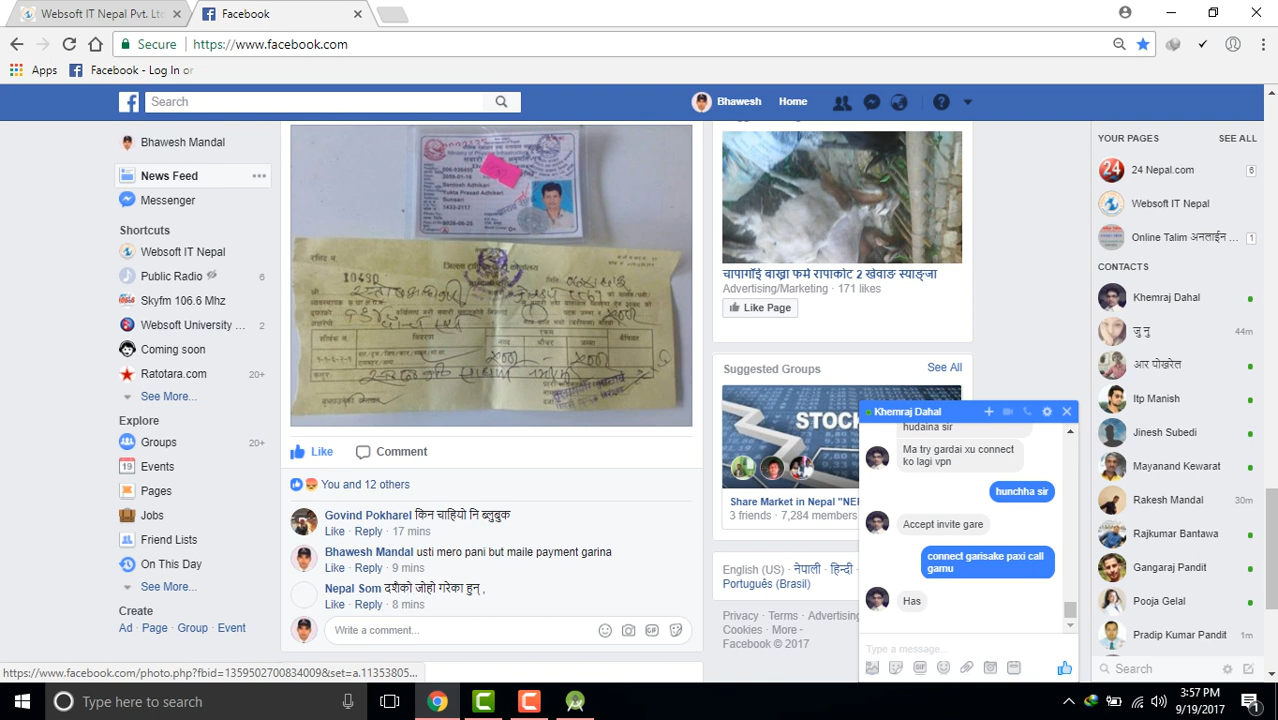 Websoft IT Nepal Pvt. Ltd
Facebook
Secure
https://www.facebook.com
Apps
Facebook - Log In or
Search
Bhawesh
Home
Bhawesh Mandal
News Feed
Messenger
Shortcuts
Websoft IT Nepal
Public Radio
6
Skyfm 106.6 Mhz
Websoft University ...
2
Coming soon
Ratotara.com
20+
See More...
Explore
Groups
20+
Events
Pages
Jobs
Friend Lists
On This Day
See More...
Create
Ad · Page · Group · Event
Santosh Adhikari
Yukta Prasad Adhikari
Sunsari
10490
Like
Comment
You and 12 others
Govind Pokharel किन चाहियो नि ब्लुबुक
Like · Reply · 17 mins
Bhawesh Mandal usti mero pani but maile payment garina
Like · Reply · 9 mins
Nepal Som दशैको जोहो गरेका हुन् ,
Like · Reply · 8 mins
Write a comment...
चापागाँई बाख्रा फर्म रापाकोट 2 खेवाङ स्याङ्जा
Advertising/Marketing · 171 likes
Like Page
Suggested Groups
See All
STOCK
Share Market in Nepal "NE
3 friends · 7,284 members
English (US) · नेपाली · हिन्दी ·
Português (Brasil)
Privacy · Terms · Advertising
Cookies · More
Facebook © 2017
Khemraj Dahal
hudaina sir
Ma try gardai xu connect
ko lagi vpn
hunchha sir
Accept invite gare
connect garisake paxi call
gamu
Has
Type a message...
YOUR PAGES
SEE ALL
24
24 Nepal.com
6
Websoft IT Nepal
Online Talim अनलाईन ...
1
CONTACTS
Khemraj Dahal
जु नु
44m
आर पोखरेल
Itp Manish
Jinesh Subedi
Mayanand Kewarat
Rakesh Mandal
30m
Rajkumar Bantawa
Gangaraj Pandit
Pooja Gelal
Pradip Kumar Pandit
1m
Search
https://www.facebook.com/photo.php?fbid=1359502700834009&set=a.11353805...
Type here to search
3:57 PM
9/19/2017
1